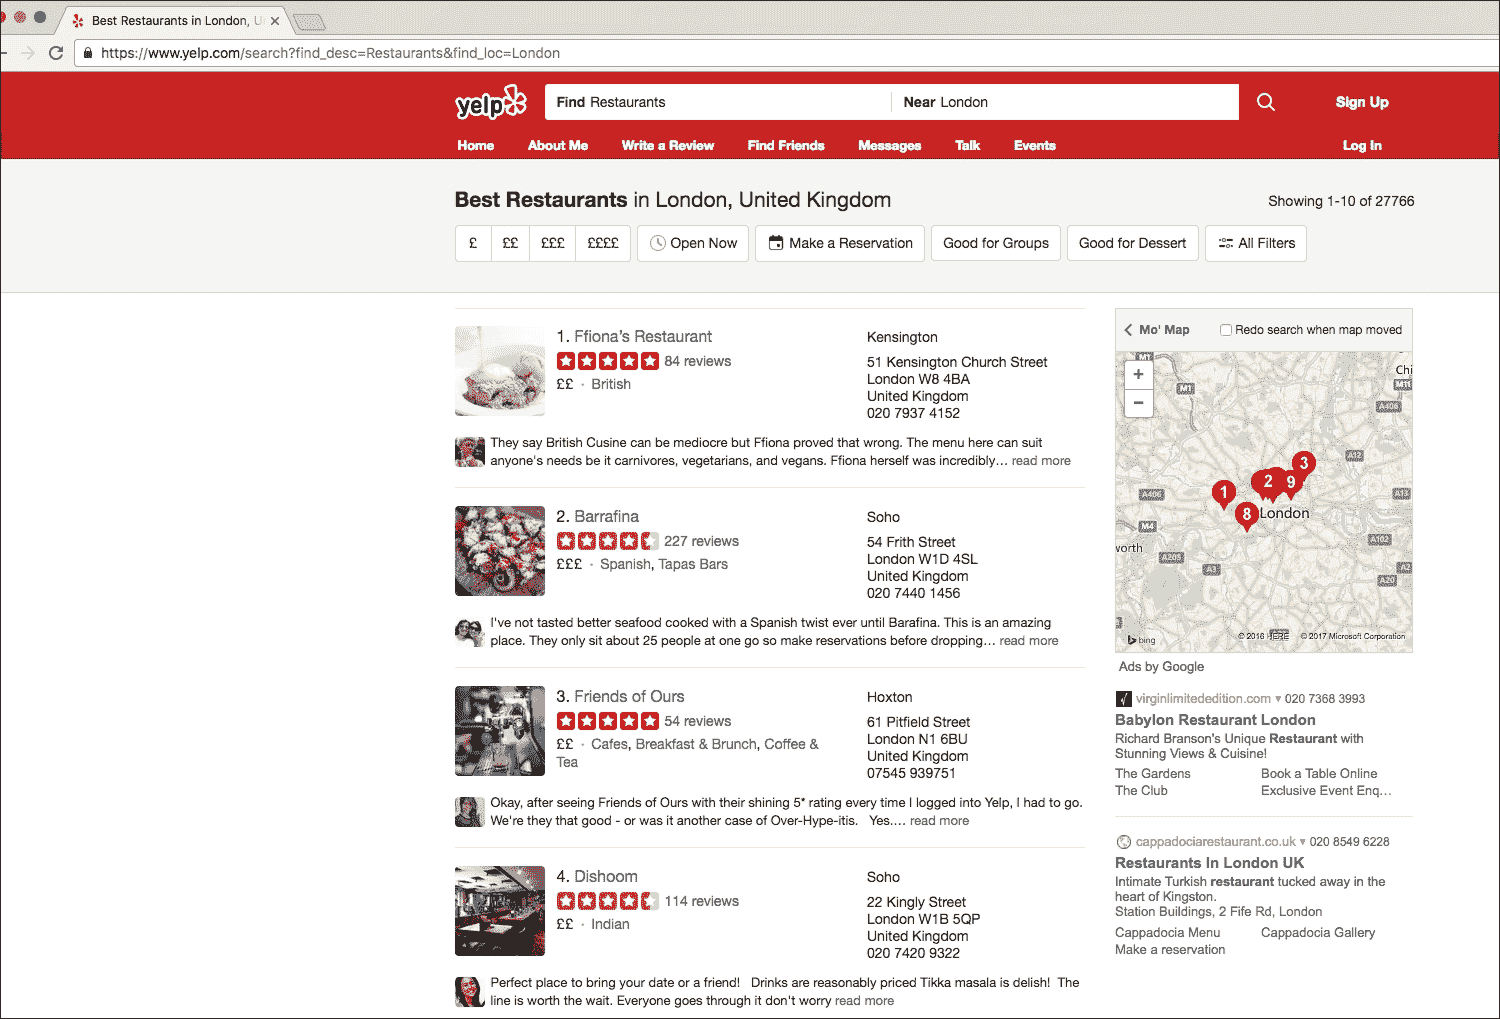 Best Restaurants in London, U
https://www.yelp.com/search?find_desc=Restaurants&find_loc=London
yelp
Find Restaurants
Near London
Sign Up
Home About Me Write a Review Find Friends Messages Talk Events Log In
Best Restaurants in London, United Kingdom
Showing 1-10 of 27766
£ ££ £££ ££££ Open Now Make a Reservation Good for Groups Good for Dessert All Filters
1. Ffiona's Restaurant
84 reviews
££ · British
Kensington
51 Kensington Church Street
London W8 4BA
United Kingdom
020 7937 4152
They say British Cusine can be mediocre but Ffiona proved that wrong. The menu here can suit
anyone's needs be it carnivores, vegetarians, and vegans. Ffiona herself was incredibly… read more
2. Barrafina
227 reviews
£££ · Spanish, Tapas Bars
Soho
54 Frith Street
London W1D 4SL
United Kingdom
020 7440 1456
I've not tasted better seafood cooked with a Spanish twist ever until Barafina. This is an amazing
place. They only sit about 25 people at one go so make reservations before dropping… read more
3. Friends of Ours
54 reviews
££ · Cafes, Breakfast & Brunch, Coffee &
Tea
Hoxton
61 Pitfield Street
London N1 6BU
United Kingdom
07545 939751
Okay, after seeing Friends of Ours with their shining 5* rating every time I logged into Yelp, I had to go.
We're they that good - or was it another case of Over-Hype-itis. Yes.… read more
4. Dishoom
114 reviews
££ · Indian
Soho
22 Kingly Street
London W1B 5QP
United Kingdom
020 7420 9322
Perfect place to bring your date or a friend! Drinks are reasonably priced Tikka masala is delish! The
line is worth the wait. Everyone goes through it don't worry read more
Mo' Map
Redo search when map moved
M1
Chi
+
M1
M11
−
A406
A12
3
2
9
1
A406
A13
8
London
M4
A102
worth
A205
A3
A2
A20
bing
© 2016 HERE © 2017 Microsoft Corporation
Ads by Google
virginlimitededition.com 020 7368 3993
Babylon Restaurant London
Richard Branson's Unique Restaurant with
Stunning Views & Cuisine!
The Gardens Book a Table Online
The Club Exclusive Event Enq…
cappadociarestaurant.co.uk 020 8549 6228
Restaurants In London UK
Intimate Turkish restaurant tucked away in the
heart of Kingston.
Station Buildings, 2 Fife Rd, London
Cappadocia Menu Cappadocia Gallery
Make a reservation